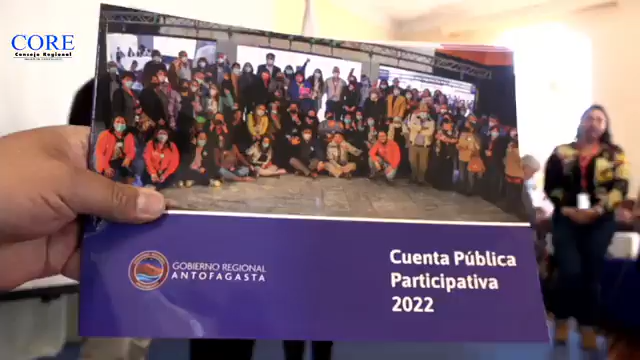 CORE
Consejo Regional
GOBIERNO REGIONAL
ANTOFAGASTA
Cuenta Pública
Participativa
2022